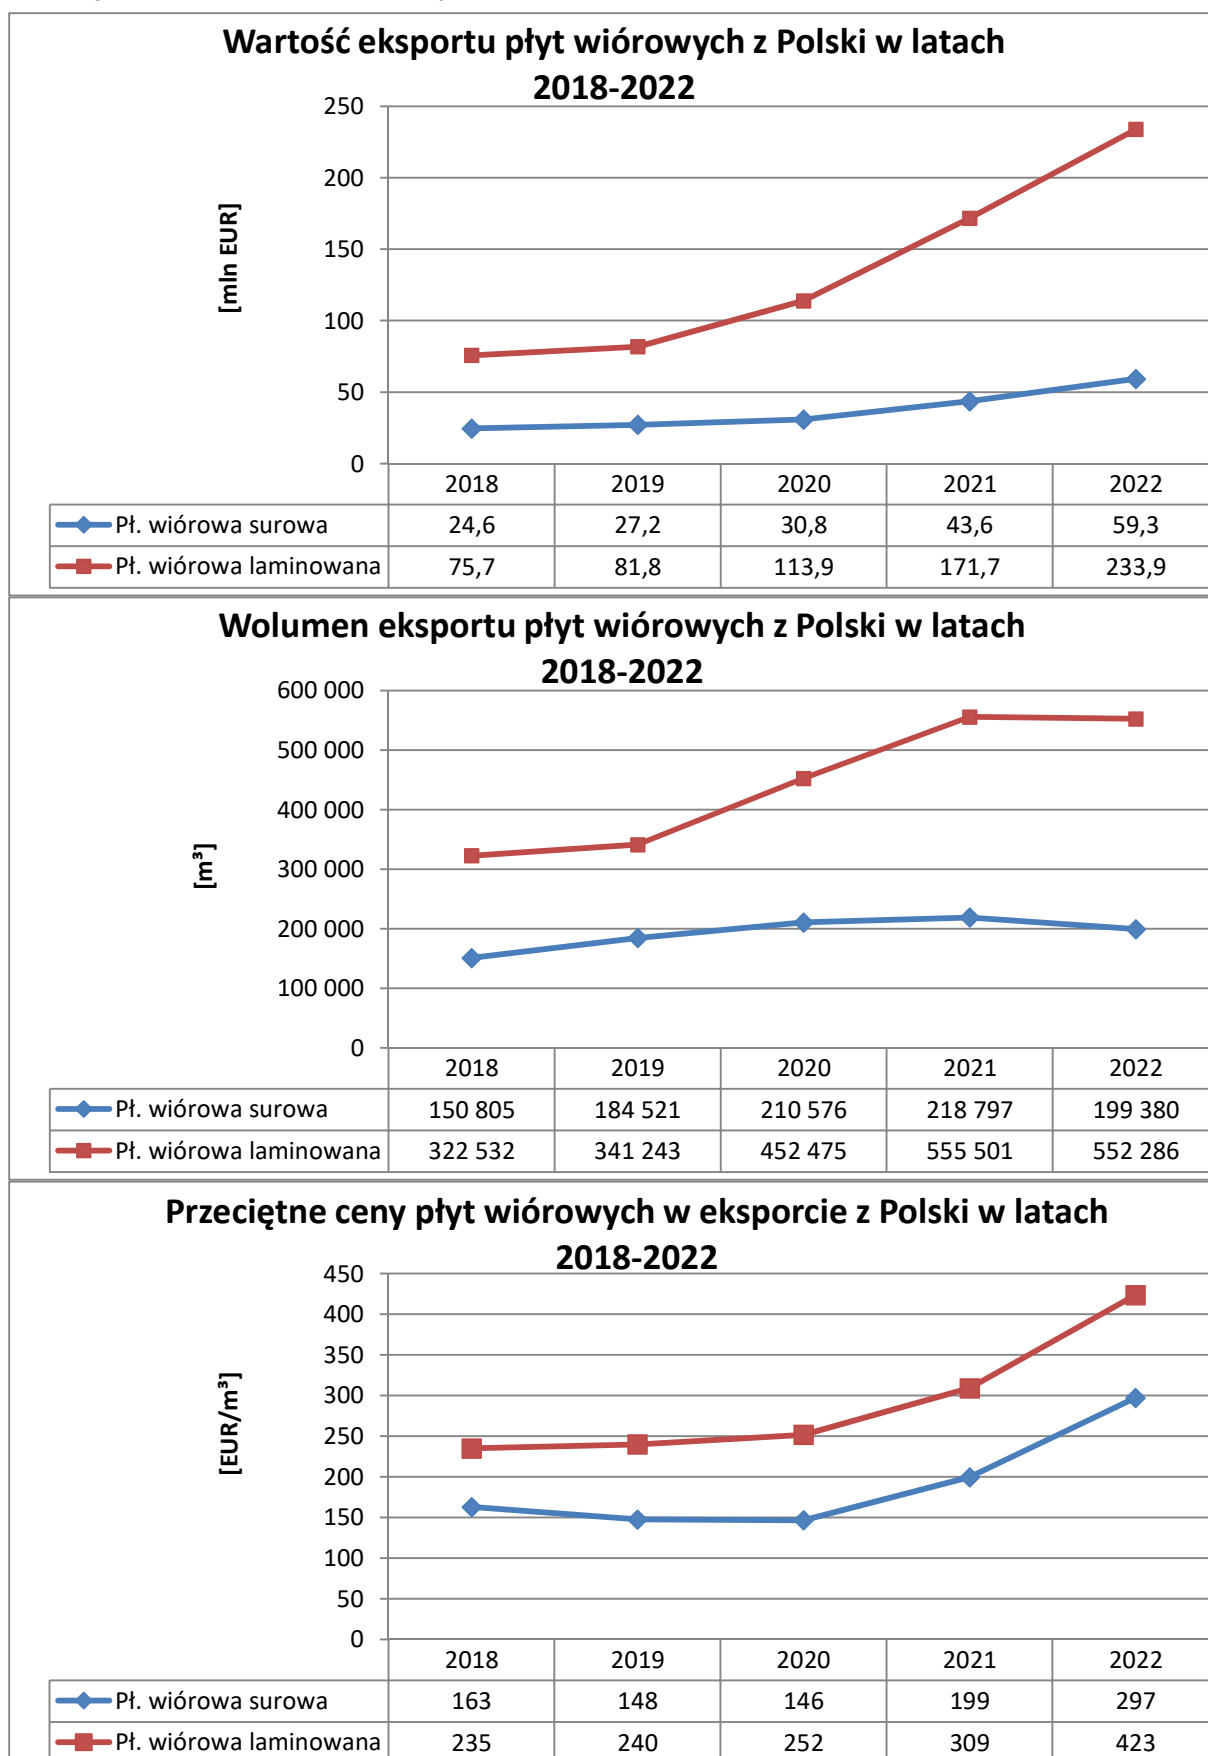 Wartość eksportu płyt wiórowych z Polski w latach
2018-2022
250
200
150
100
50
0
[mln EUR]
2018 2019 2020 2021 2022
Pł. wiórowa surowa 24,6 27,2 30,8 43,6 59,3
Pł. wiórowa laminowana 75,7 81,8 113,9 171,7 233,9
Wolumen eksportu płyt wiórowych z Polski w latach
2018-2022
600 000
500 000
400 000
300 000
200 000
100 000
0
[m³]
2018 2019 2020 2021 2022
Pł. wiórowa surowa 150 805 184 521 210 576 218 797 199 380
Pł. wiórowa laminowana 322 532 341 243 452 475 555 501 552 286
Przeciętne ceny płyt wiórowych w eksporcie z Polski w latach
2018-2022
450
400
350
300
250
200
150
100
50
0
[EUR/m³]
2018 2019 2020 2021 2022
Pł. wiórowa surowa 163 148 146 199 297
Pł. wiórowa laminowana 235 240 252 309 423